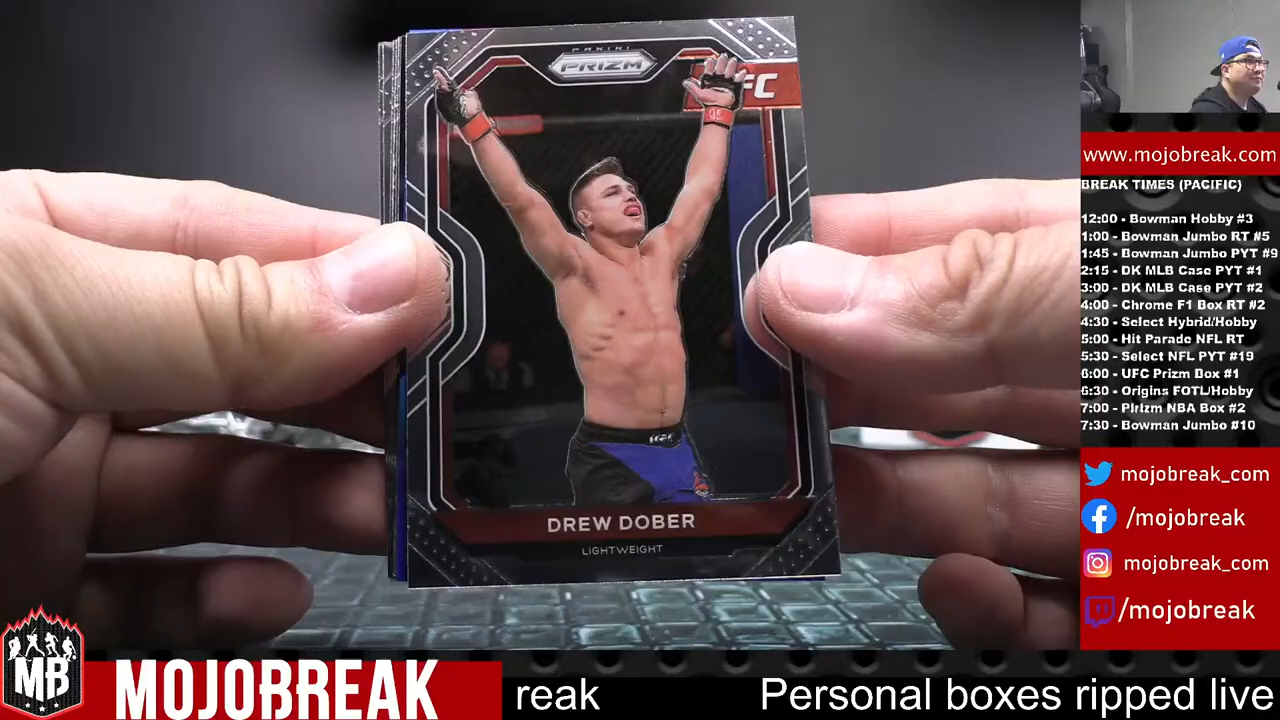 PANINI
PRIZM
UFC
UFC
DREW DOBER
LIGHTWEIGHT
www.mojobreak.com
BREAK TIMES (PACIFIC)
12:00 - Bowman Hobby #3
1:00 - Bowman Jumbo RT #5
1:45 - Bowman Jumbo PYT #9
2:15 - DK MLB Case PYT #1
3:00 - DK MLB Case PYT #2
4:00 - Chrome F1 Box RT #2
4:30 - Select Hybrid/Hobby
5:00 - Hit Parade NFL RT
5:30 - Select NFL PYT #19
6:00 - UFC Prizm Box #1
6:30 - Origins FOTL/Hobby
7:00 - Plrizm NBA Box #2
7:30 - Bowman Jumbo #10
mojobreak_com
/mojobreak
mojobreak_com
/mojobreak
MB
MOJOBREAK
reak Personal boxes ripped live